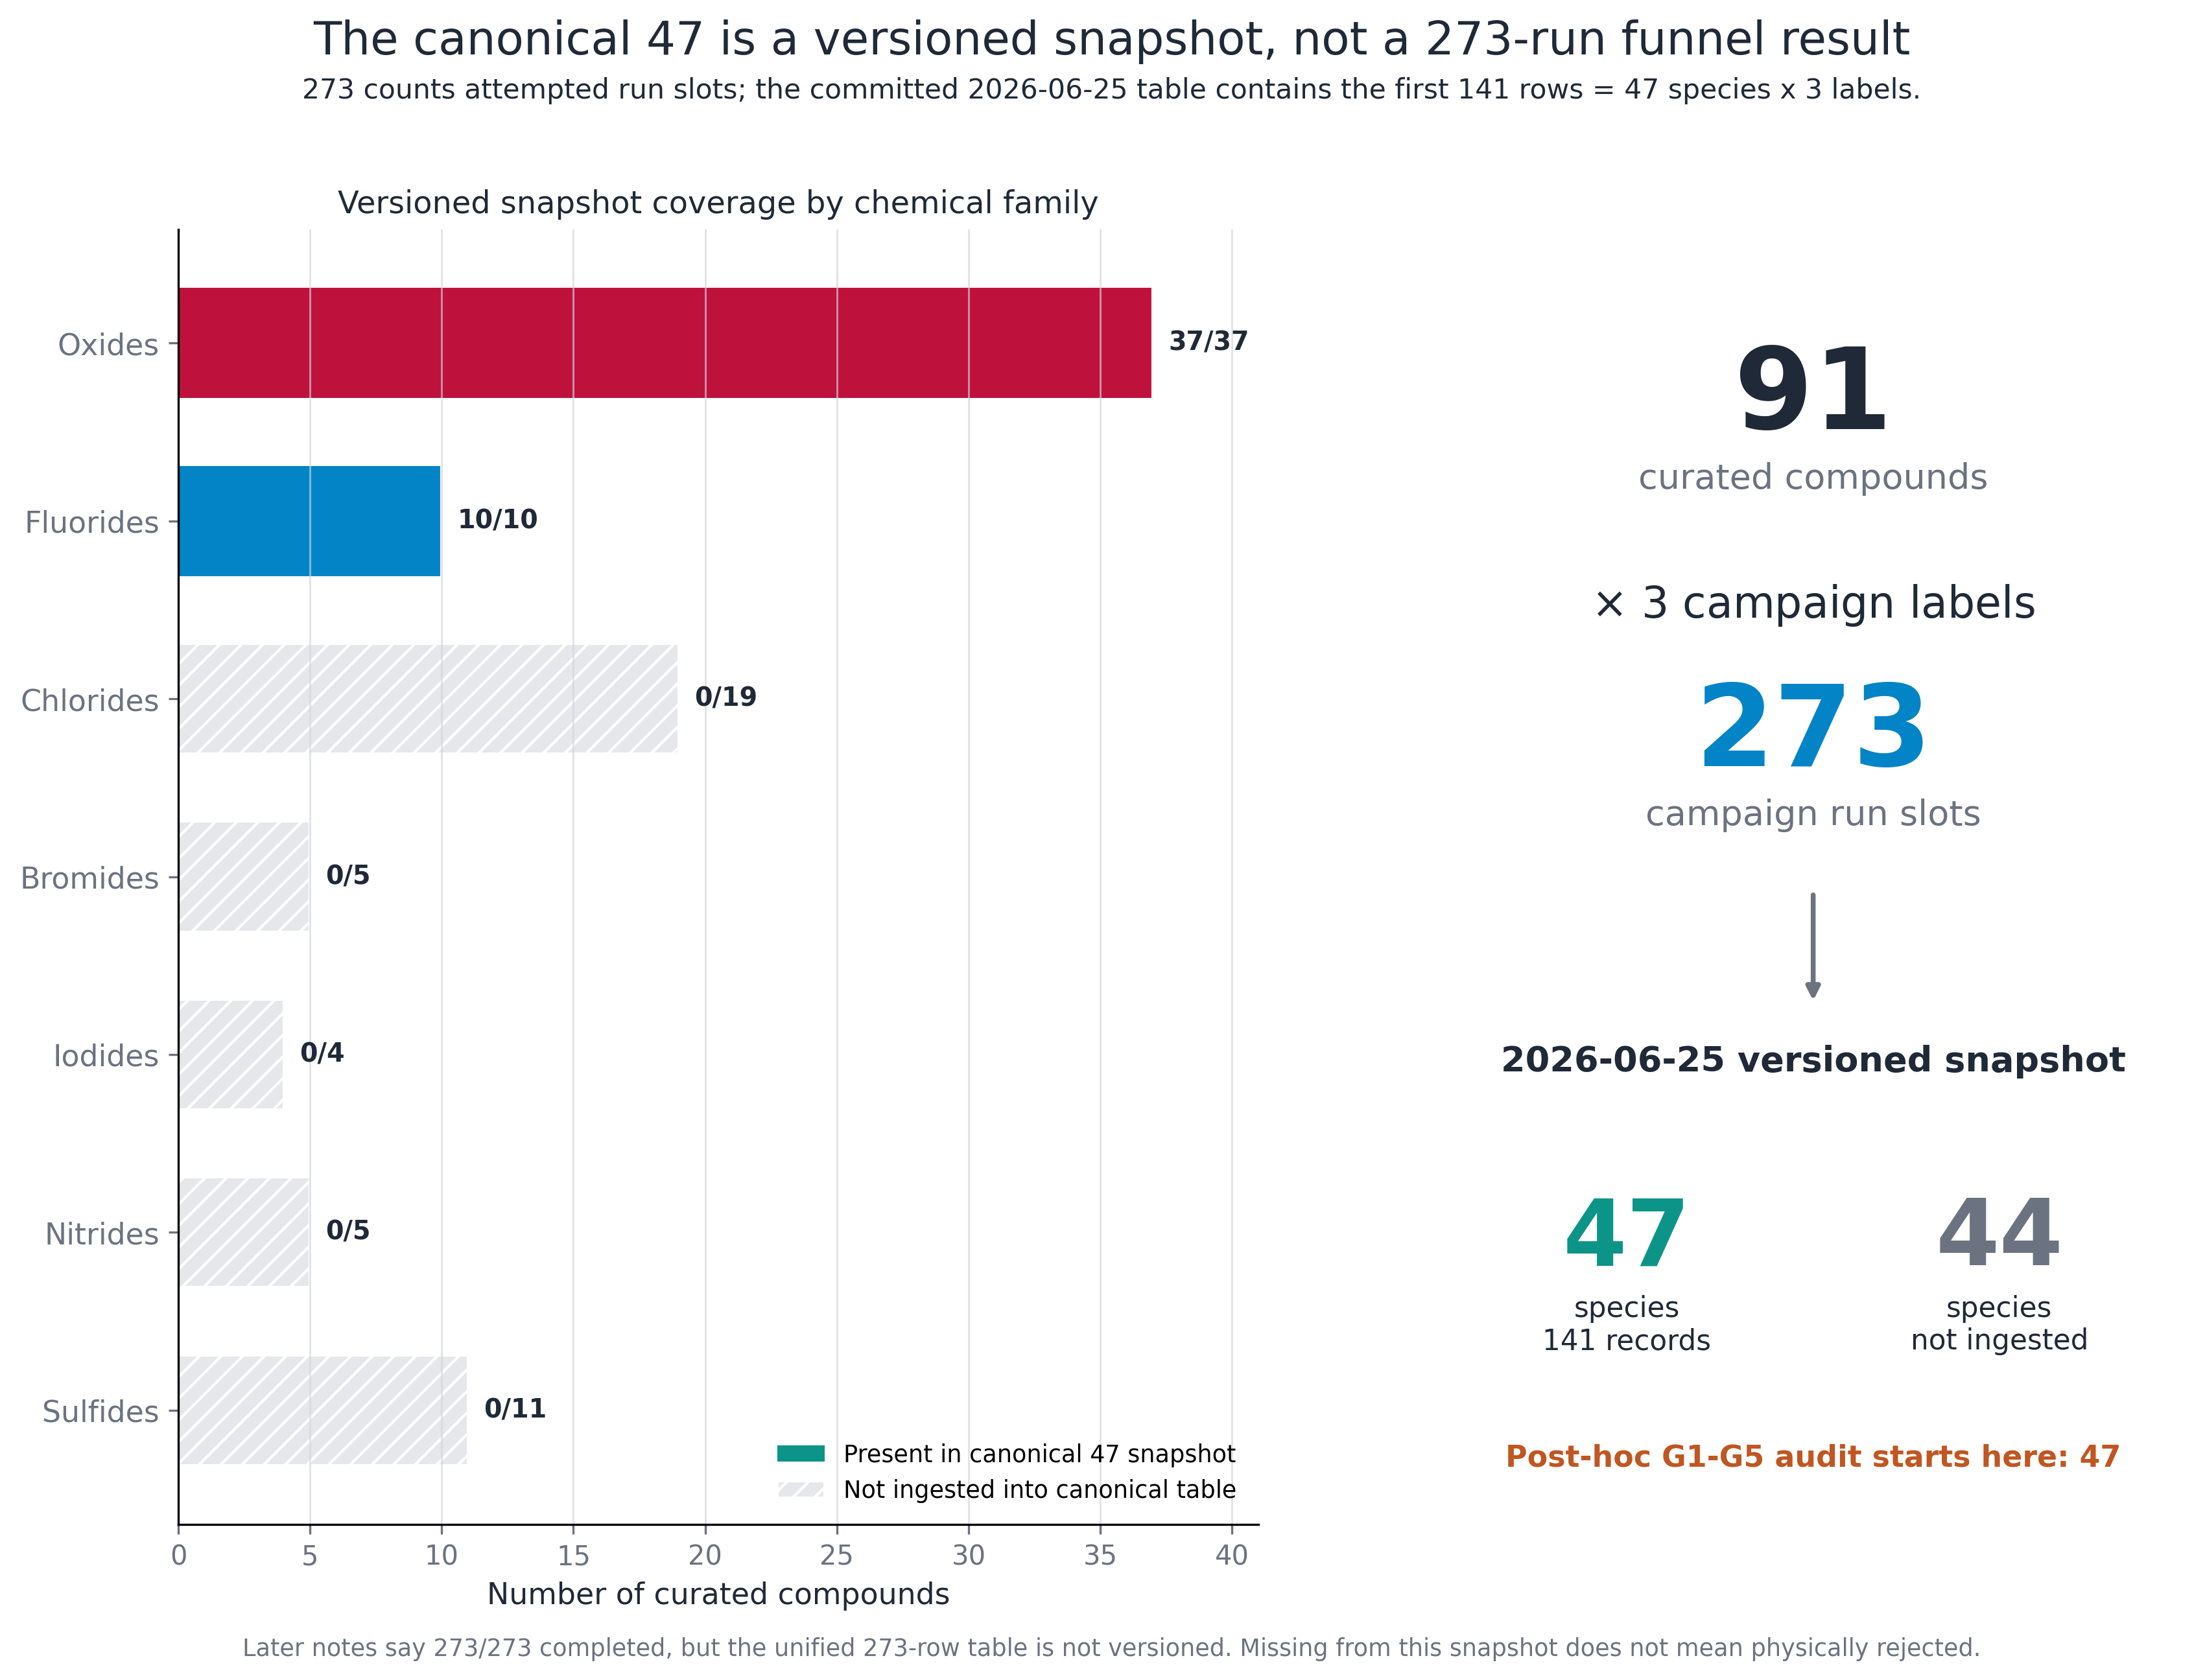 The canonical 47 is a versioned snapshot, not a 273-run funnel result
273 counts attempted run slots; the committed 2026-06-25 table contains the first 141 rows = 47 species x 3 labels.
Versioned snapshot coverage by chemical family
Oxides
37/37
Fluorides
10/10
Chlorides
0/19
Bromides
0/5
Iodides
0/4
Nitrides
0/5
Sulfides
0/11
Present in canonical 47 snapshot
Not ingested into canonical table
0 5 10 15 20 25 30 35 40
Number of curated compounds
91
curated compounds
× 3 campaign labels
273
campaign run slots
2026-06-25 versioned snapshot
47
species
141 records
44
species
not ingested
Post-hoc G1-G5 audit starts here: 47
Later notes say 273/273 completed, but the unified 273-row table is not versioned. Missing from this snapshot does not mean physically rejected.